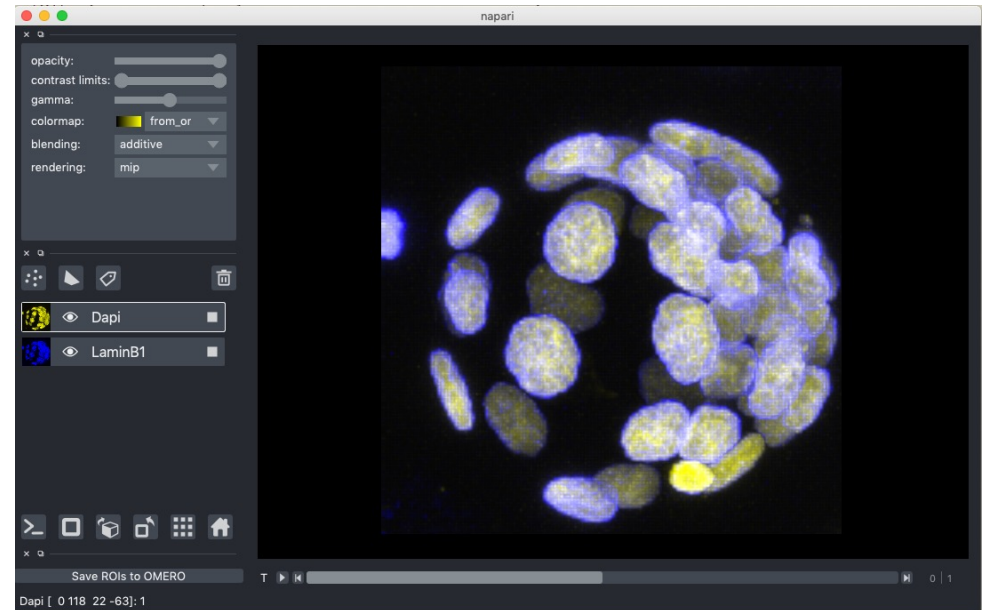 napari
opacity:
contrast limits:
gamma:
colormap: from_or
blending: additive
rendering: mip
Dapi
LaminB1
Save ROIs to OMERO
T 0 | 1
Dapi [ 0 118 22 -63]: 1